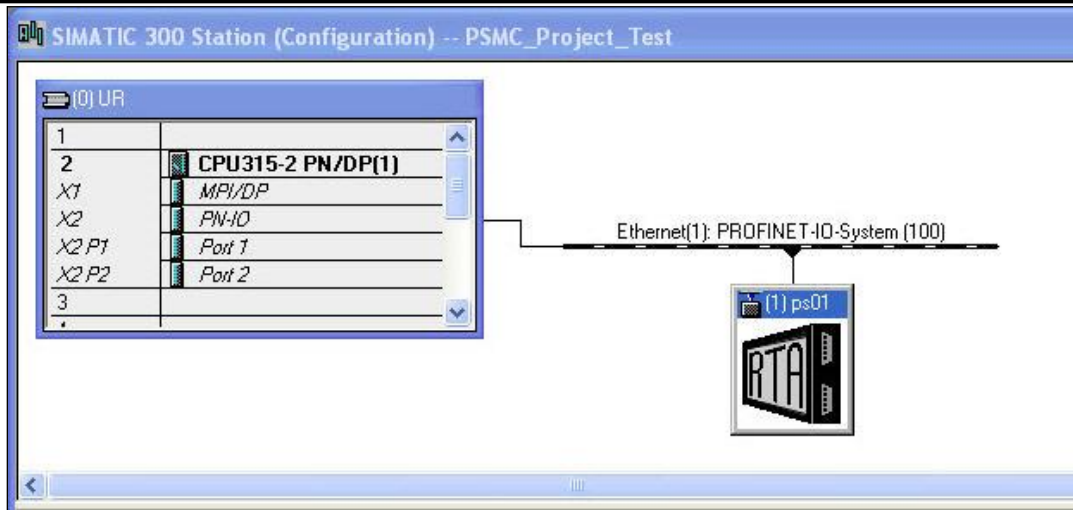 SIMATIC 300 Station (Configuration) -- PSMC_Project_Test
(0) UR
1
2 CPU315-2 PN/DP(1)
X1 MPI/DP
X2 PN-IO
X2 P1 Port 1
X2 P2 Port 2
3
Ethernet(1): PROFINET-IO-System (100)
(1) ps01
RTA